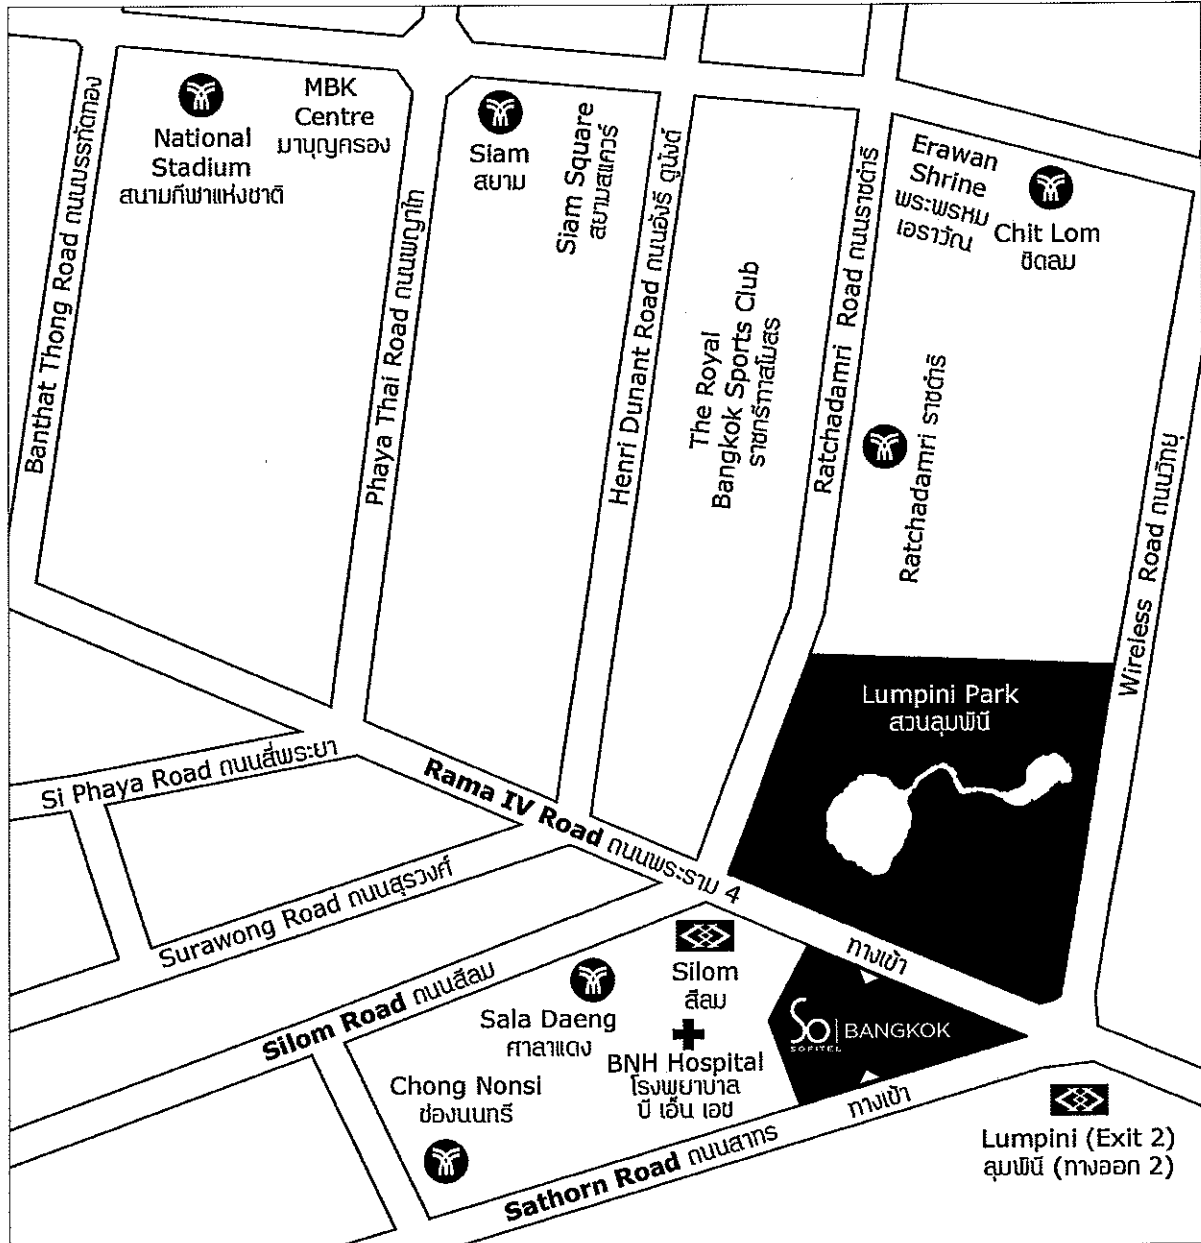 National
Stadium
สนามกีฬาแห่งชาติ
MBK
Centre
มาบุญครอง
Siam
สยาม
Siam Square
สยามสแควร์
Erawan
Shrine
พระพรหม
เอราวัณ
Chit Lom
ชิดลม
Banthat Thong Road ถนนบรรทัดทอง
Phaya Thai Road ถนนพญาไท
Henri Dunant Road ถนนอังรี ดูนังต์
The Royal
Bangkok Sports Club
ราชกรีฑาสโมสร
Ratchadamri Road ถนนราชดำริ
Ratchadamri ราชดำริ
Wireless Road ถนนวิทยุ
Lumpini Park
สวนลุมพินี
Si Phaya Road ถนนสี่พระยา
Rama IV Road ถนนพระราม 4
Surawong Road ถนนสุรวงศ์
Silom Road ถนนสีลม
Silom
สีลม
ทางเข้า
Sala Daeng
ศาลาแดง
SO
SOFITEL
BANGKOK
BNH Hospital
โรงพยาบาล
บี เอ็น เอช
Chong Nonsi
ช่องนนทรี
ทางเข้า
Sathorn Road ถนนสาทร
Lumpini (Exit 2)
ลุมพินี (ทางออก 2)